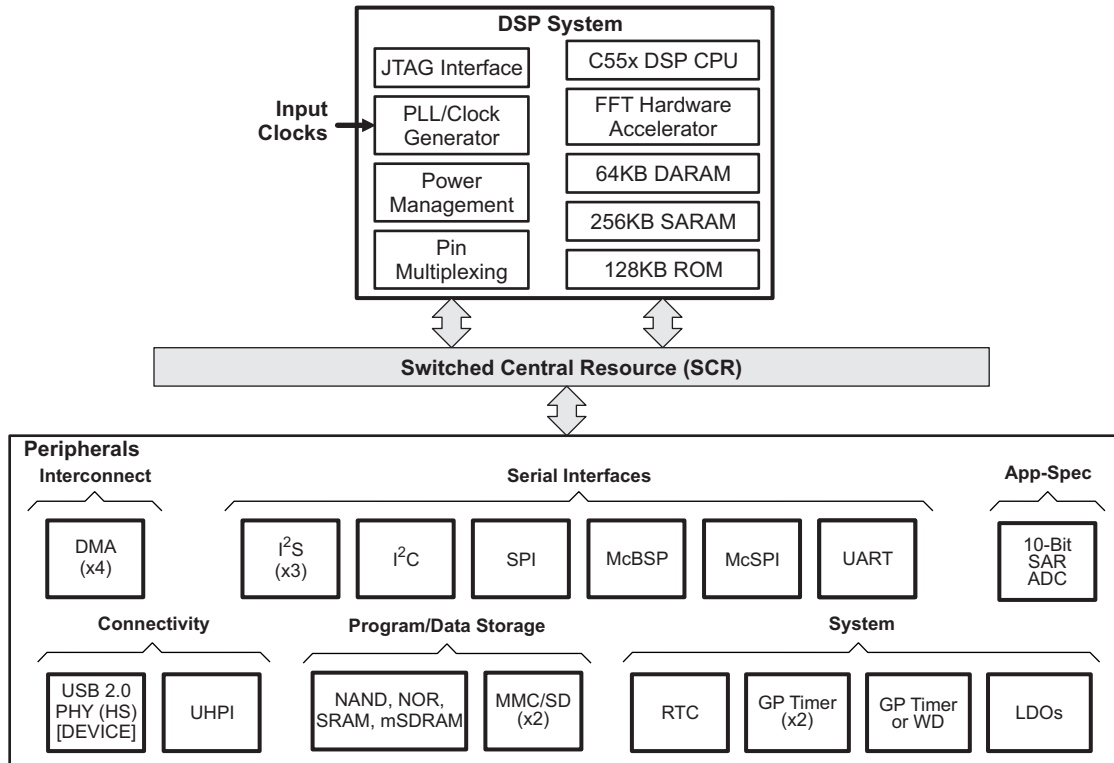 DSP System
JTAG Interface
C55x DSP CPU
Input
Clocks
PLL/Clock
Generator
FFT Hardware
Accelerator
Power
Management
64KB DARAM
256KB SARAM
Pin
Multiplexing
128KB ROM
Switched Central Resource (SCR)
Peripherals
Interconnect
Serial Interfaces
App-Spec
DMA
(x4)
I²S
(x3)
I²C
SPI
McBSP
McSPI
UART
10-Bit
SAR
ADC
Connectivity
Program/Data Storage
System
USB 2.0
PHY (HS)
[DEVICE]
UHPI
NAND, NOR,
SRAM, mSDRAM
MMC/SD
(x2)
RTC
GP Timer
(x2)
GP Timer
or WD
LDOs